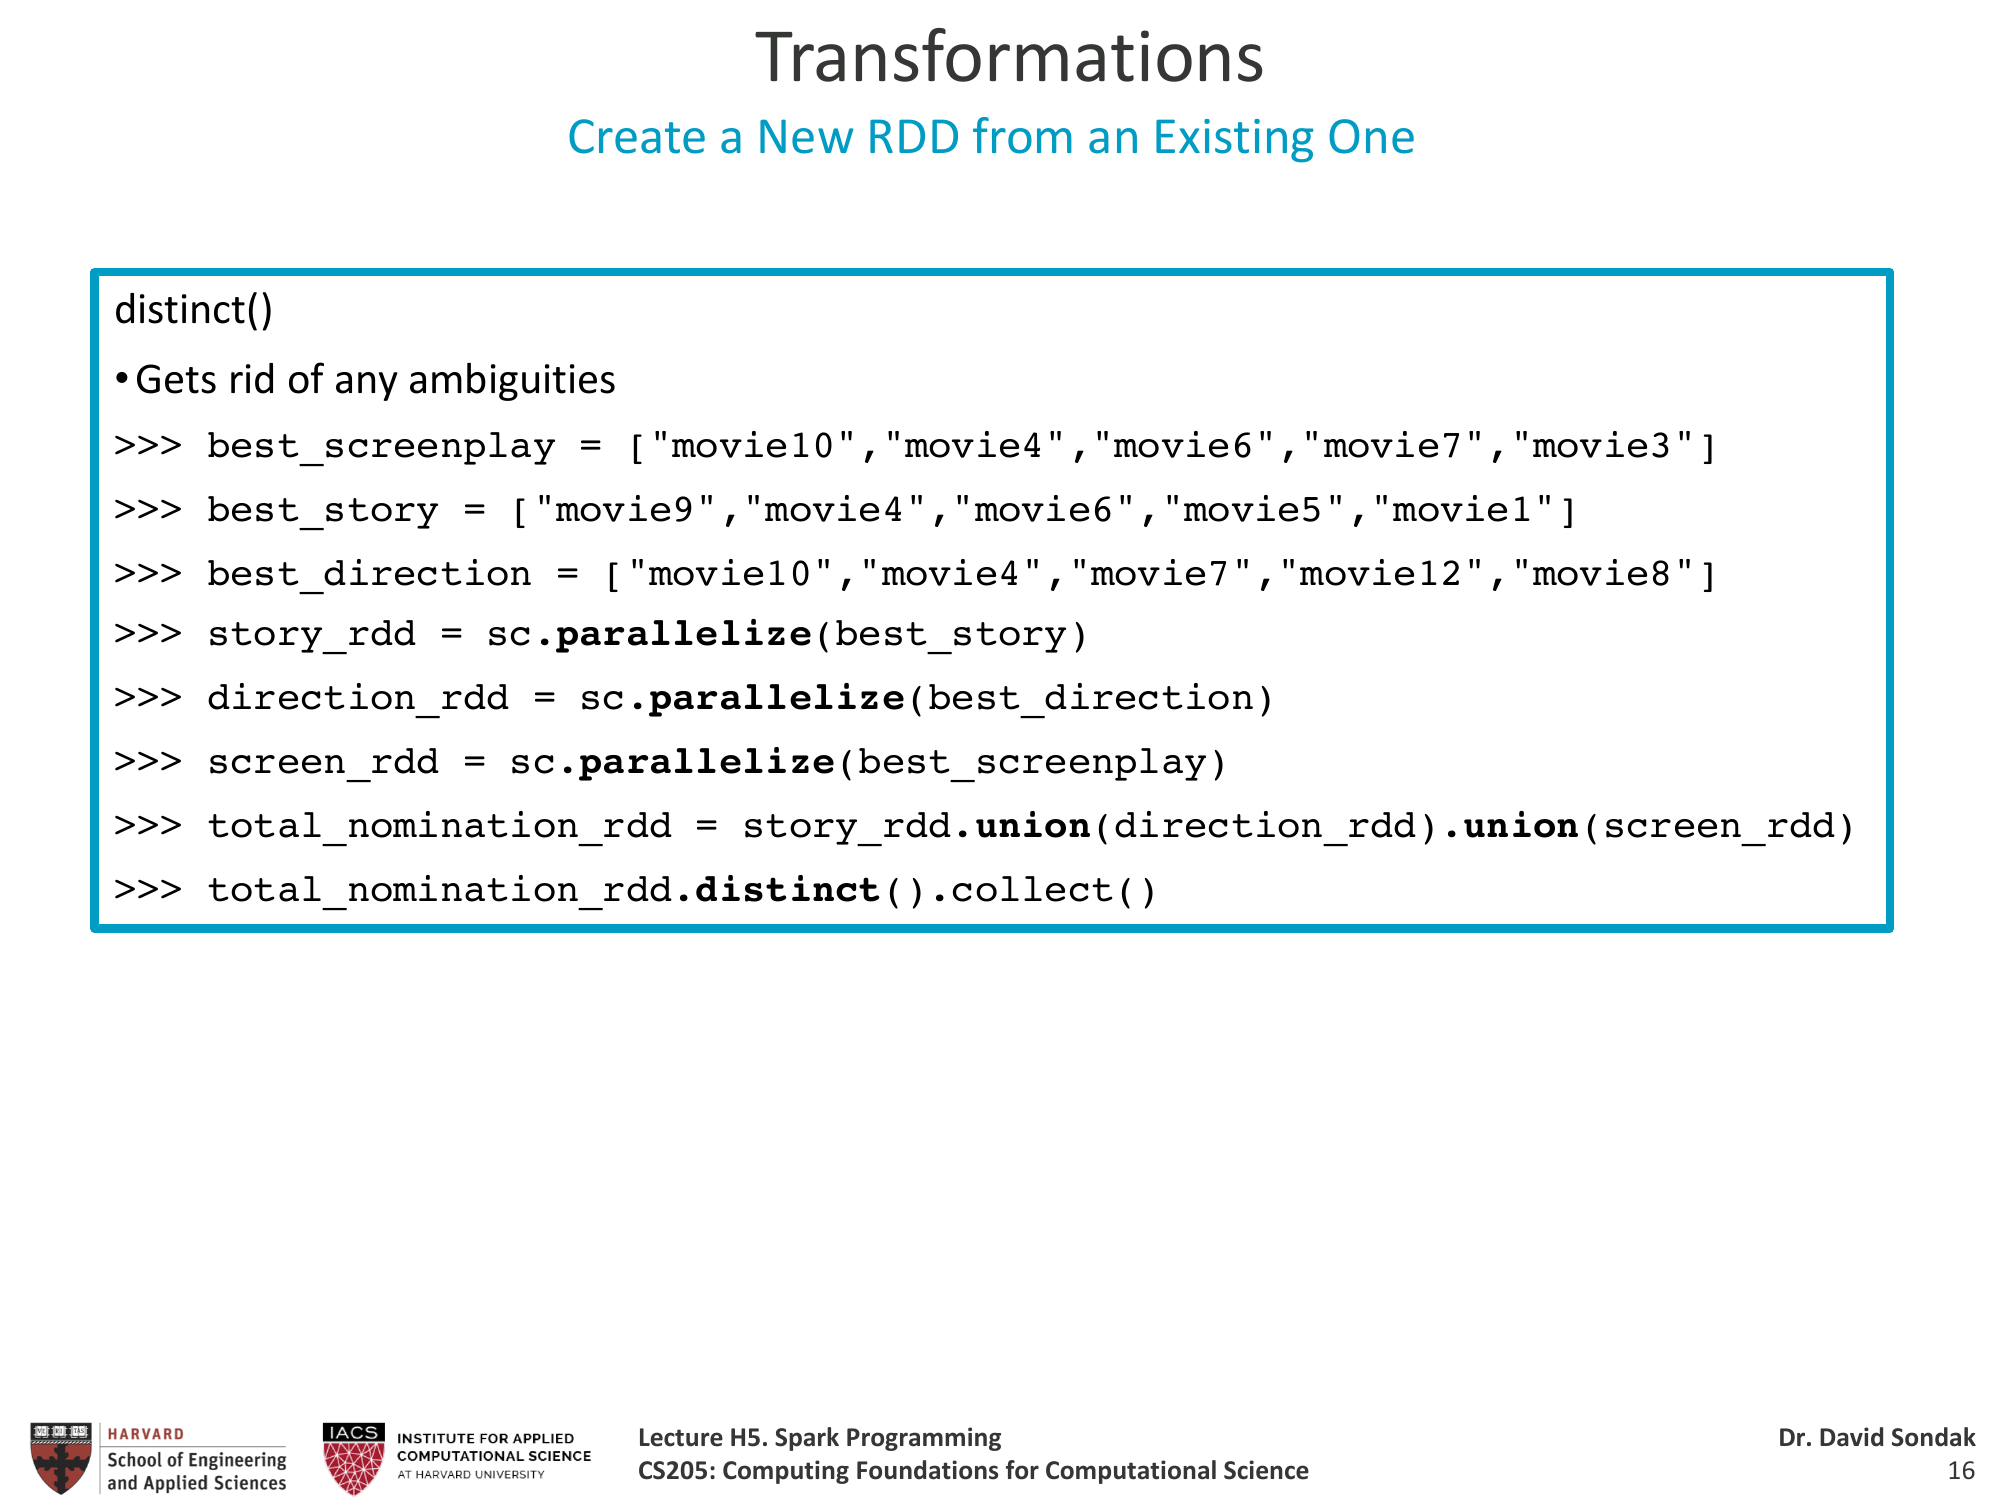 Transformations
Create a New RDD from an Existing One
distinct()
•Gets rid of any ambiguities
>>> best_screenplay = ["movie10","movie4","movie6","movie7","movie3"]
>>> best_story = ["movie9","movie4","movie6","movie5","movie1"]
>>> best_direction = ["movie10","movie4","movie7","movie12","movie8"]
>>> story_rdd = sc.parallelize(best_story)
>>> direction_rdd = sc.parallelize(best_direction)
>>> screen_rdd = sc.parallelize(best_screenplay)
>>> total_nomination_rdd = story_rdd.union(direction_rdd).union(screen_rdd)
>>> total_nomination_rdd.distinct().collect()
HARVARD
School of Engineering
and Applied Sciences
IACS
INSTITUTE FOR APPLIED
COMPUTATIONAL SCIENCE
AT HARVARD UNIVERSITY
Lecture H5. Spark Programming
CS205: Computing Foundations for Computational Science
Dr. David Sondak
16